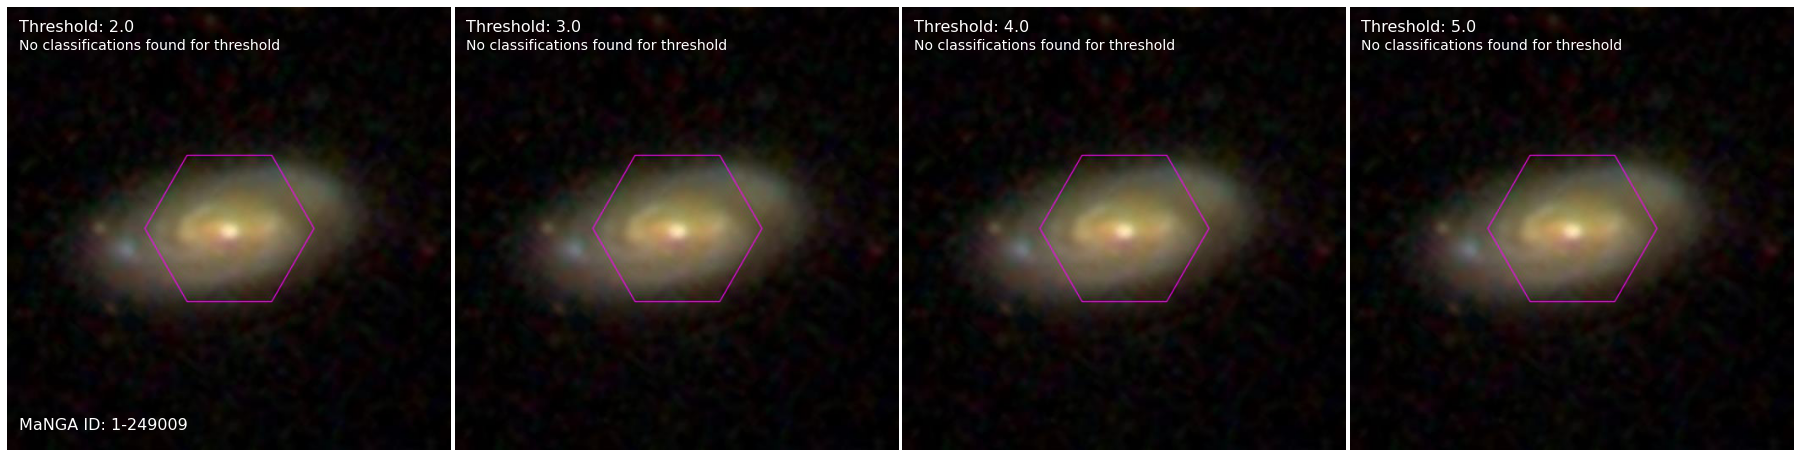 Threshold: 2.0
No classifications found for threshold
MaNGA ID: 1-249009
Threshold: 3.0
No classifications found for threshold
Threshold: 4.0
No classifications found for threshold
Threshold: 5.0
No classifications found for threshold